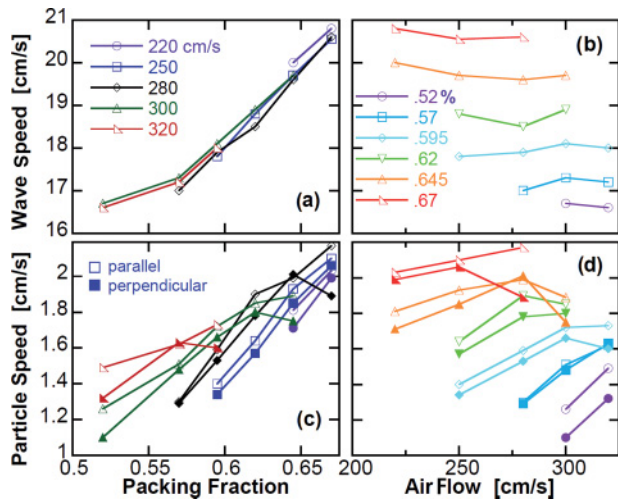 21
20
19
18
17
16
Wave Speed [cm/s]
220 cm/s
250
280
300
320
(a)
(b)
.52%
.57
.595
.62
.645
.67
2
1.8
1.6
1.4
1.2
1
Particle Speed [cm/s]
parallel
perpendicular
(c)
(d)
0.5
0.55
0.6
0.65
200
250
300
Packing Fraction
Air Flow [cm/s]